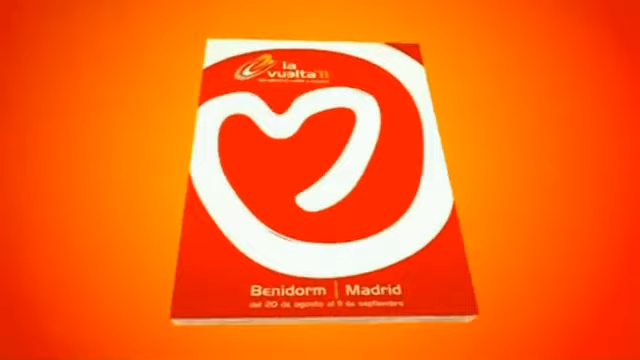 la
vuelta 11
Benidorm | Madrid
del 20 de agosto al 11 de septiembre